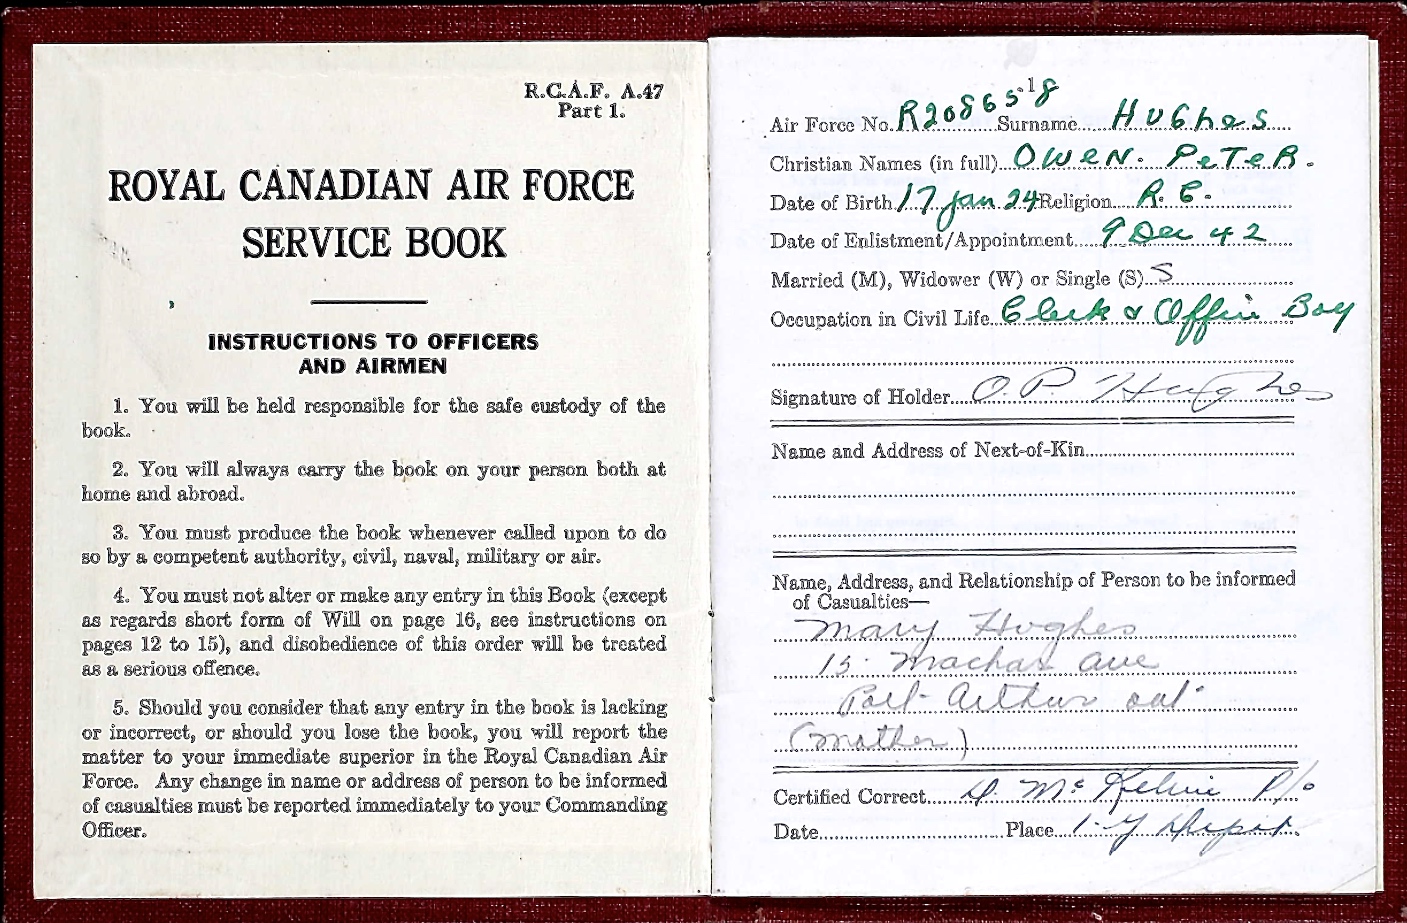 R.C.A.F. A.47
Part 1.
ROYAL CANADIAN AIR FORCE
SERVICE BOOK
INSTRUCTIONS TO OFFICERS
AND AIRMEN
1. You will be held responsible for the safe custody of the
book.
2. You will always carry the book on your person both at
home and abroad.
3. You must produce the book whenever called upon to do
so by a competent authority, civil, naval, military or air.
4. You must not alter or make any entry in this Book (except
as regards short form of Will on page 16, see instructions on
pages 12 to 15), and disobedience of this order will be treated
as a serious offence.
5. Should you consider that any entry in the book is lacking
or incorrect, or should you lose the book, you will report the
matter to your immediate superior in the Royal Canadian Air
Force. Any change in name or address of person to be informed
of casualties must be reported immediately to your Commanding
Officer.
Air Force No. R2086518 Surname Hughes
Christian Names (in full) Owen. Peter.
Date of Birth 17 Jan 24 Religion R.C.
Date of Enlistment/Appointment 9 Dec 42
Married (M), Widower (W) or Single (S) S
Occupation in Civil Life Clerk & Office Boy
Signature of Holder O.P. Hughes
Name and Address of Next-of-Kin
Name, Address, and Relationship of Person to be informed
of Casualties—
Mary Hughes
15 Machar Ave
Port Arthur Ont
(Mother)
Certified Correct Mc Kelvie P/O
Date Place 1-Y Depot